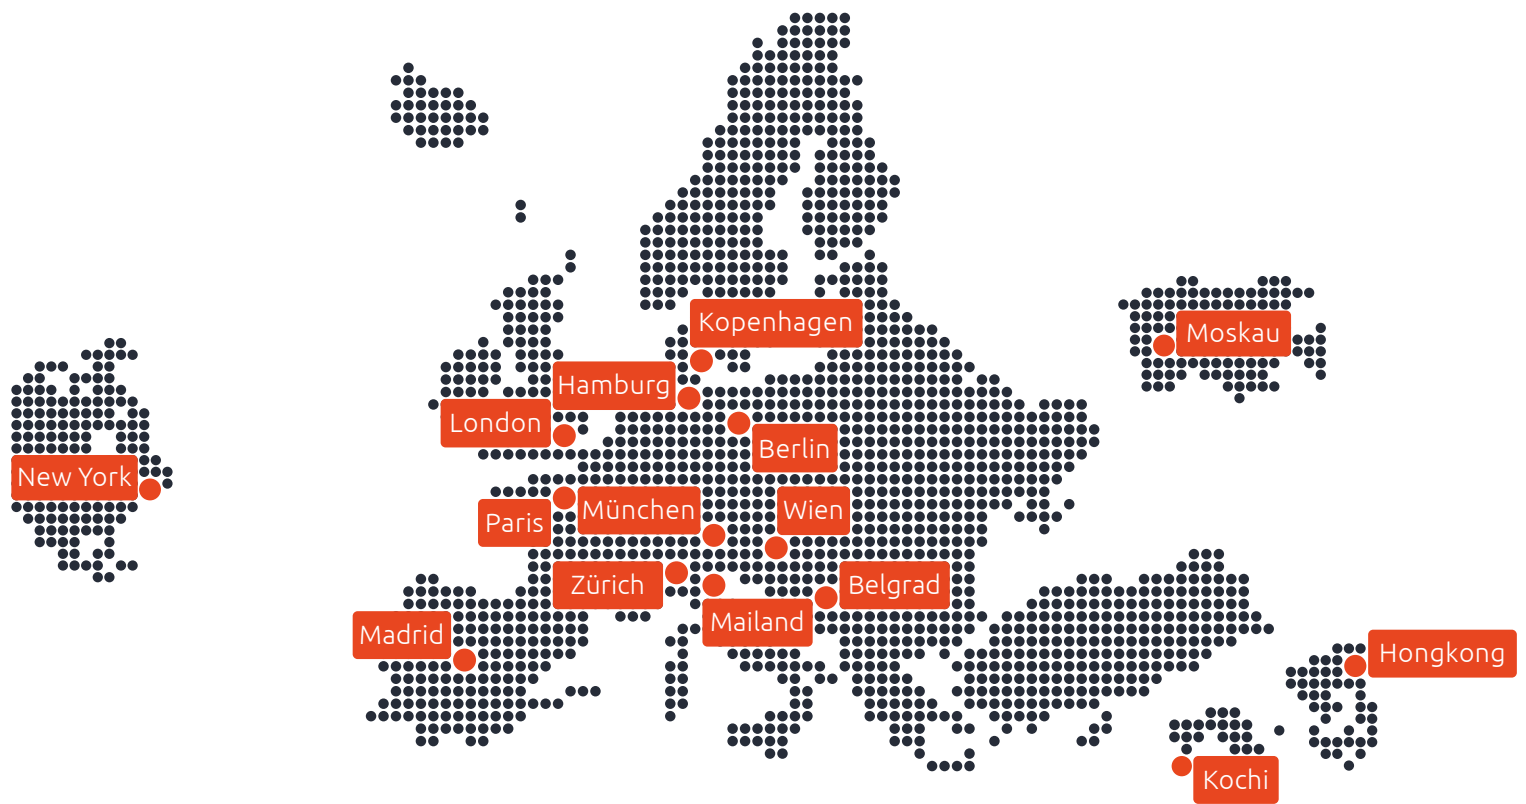 Kopenhagen
Moskau
Hamburg
London
Berlin
New York
München
Wien
Paris
Zürich
Belgrad
Mailand
Madrid
Hongkong
Kochi